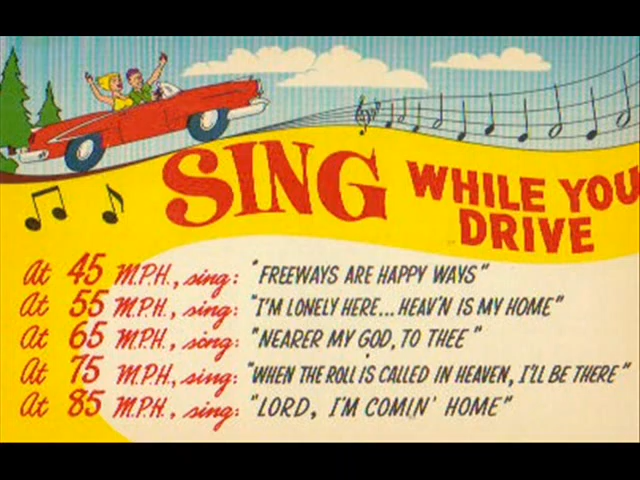 SING WHILE YOU
DRIVE
At 45 M.P.H., sing: "FREEWAYS ARE HAPPY WAYS"
At 55 M.P.H., sing: "I'M LONELY HERE... HEAV'N IS MY HOME"
At 65 M.P.H., song: "NEARER MY GOD, TO THEE"
At 75 M.P.H., sing: "WHEN THE ROLL IS CALLED IN HEAVEN, I'LL BE THERE"
At 85 M.P.H., sing: "LORD, I'M COMIN' HOME"